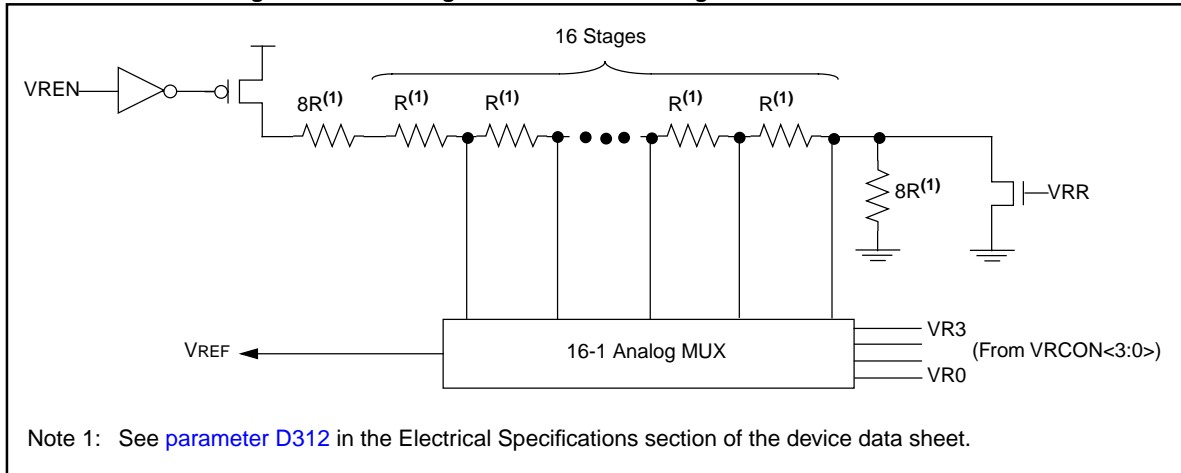 16 Stages
VREN
8R(1) R(1) R(1) R(1) R(1)
8R(1)
VRR
VR3
VREF
16-1 Analog MUX
(From VRCON<3:0>)
VR0
Note 1: See parameter D312 in the Electrical Specifications section of the device data sheet.